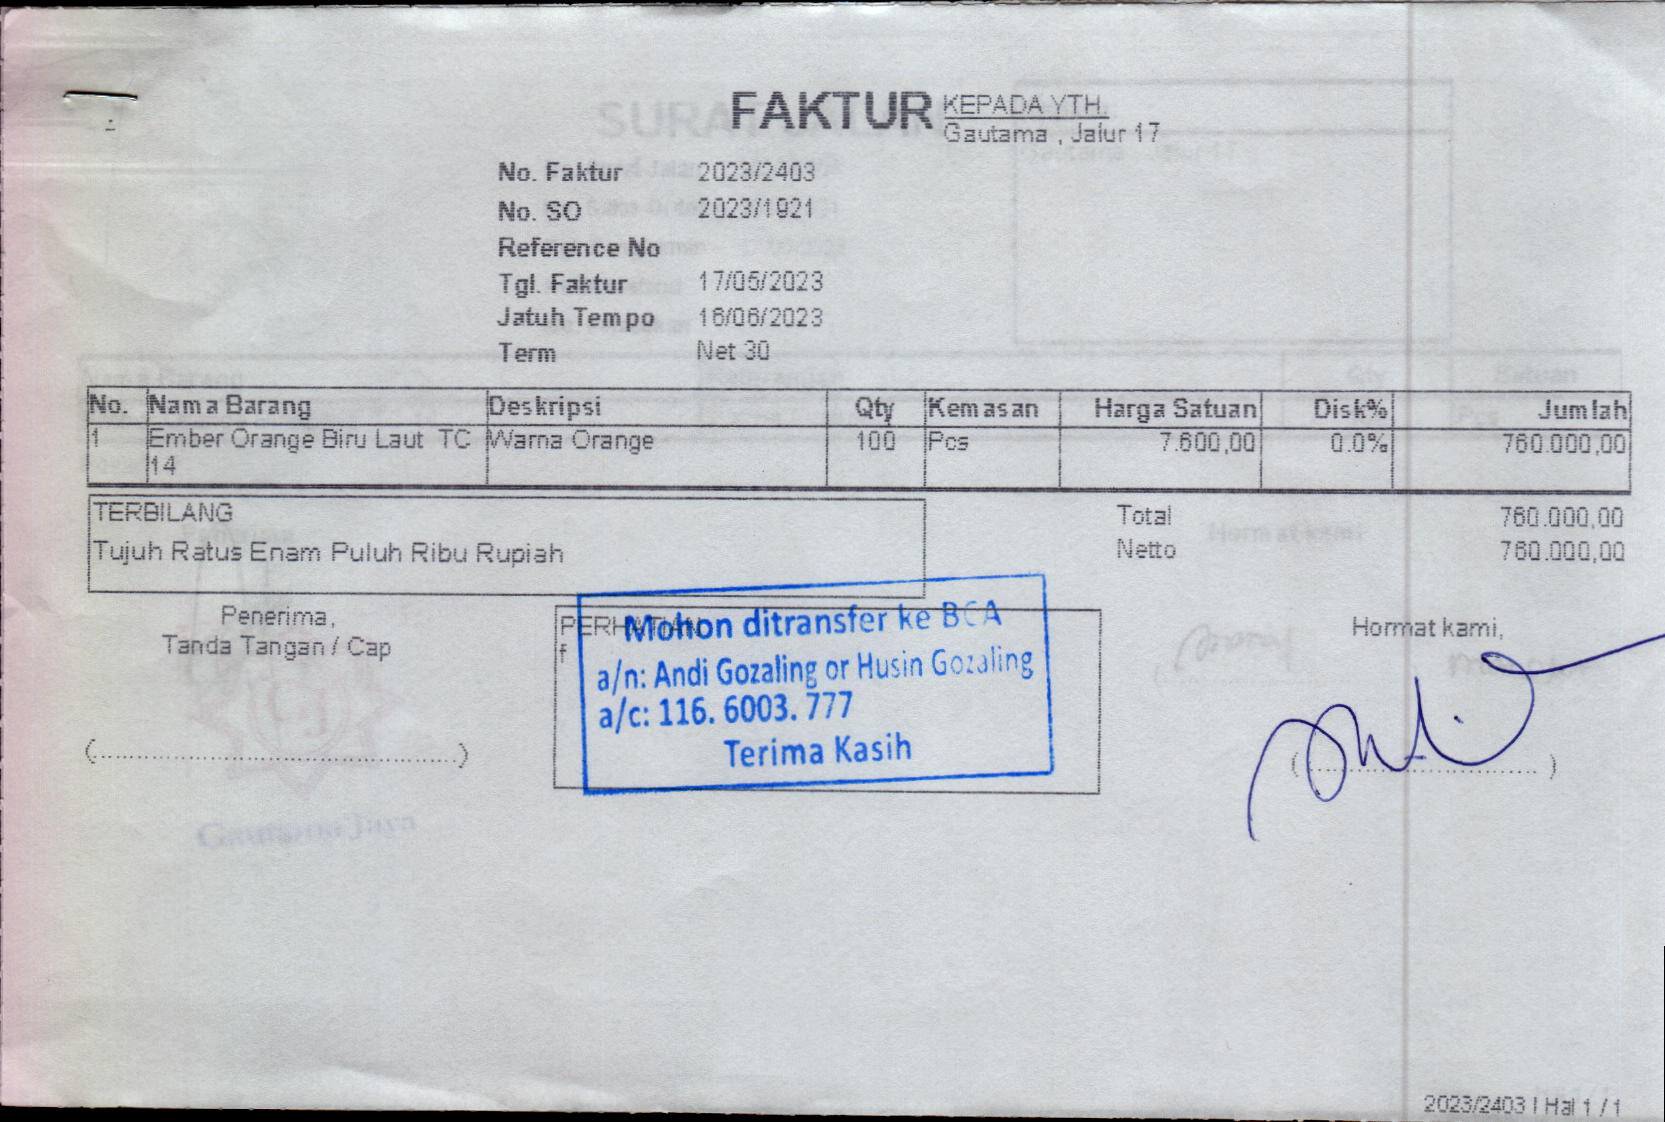 FAKTUR
KEPADA YTH.
Gautama , Jalur 17
No. Faktur 2023/2403
No. SO 2023/1921
Reference No
Tgl. Faktur 17/05/2023
Jatuh Tempo 16/06/2023
Term Net 30
No. Nama Barang Deskripsi Qty Kemasan Harga Satuan Disk% Jumlah
1 Ember Orange Biru Laut TC Warna Orange 100 Pcs 7.600,00 0.0% 760.000,00
14
TERBILANG
Tujuh Ratus Enam Puluh Ribu Rupiah
Total 760.000,00
Netto 760.000,00
Penerima,
Tanda Tangan / Cap
(..................................................)
PERHATIAN
f
Mohon ditransfer ke BCA
a/n: Andi Gozaling or Husin Gozaling
a/c: 116. 6003. 777
Terima Kasih
Hormat kami,
(..................................)
Gautama Jaya
2023/2403 | Hal 1 / 1